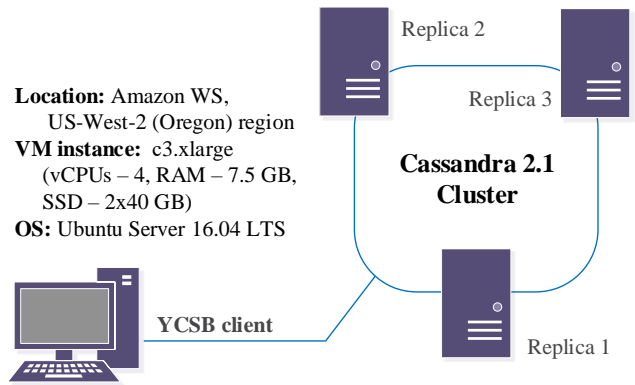 Replica 2
Location: Amazon WS,
US-West-2 (Oregon) region
VM instance: c3.xlarge
(vCPUs – 4, RAM – 7.5 GB,
SSD – 2x40 GB)
OS: Ubuntu Server 16.04 LTS
Replica 3
Cassandra 2.1
Cluster
YCSB client
Replica 1